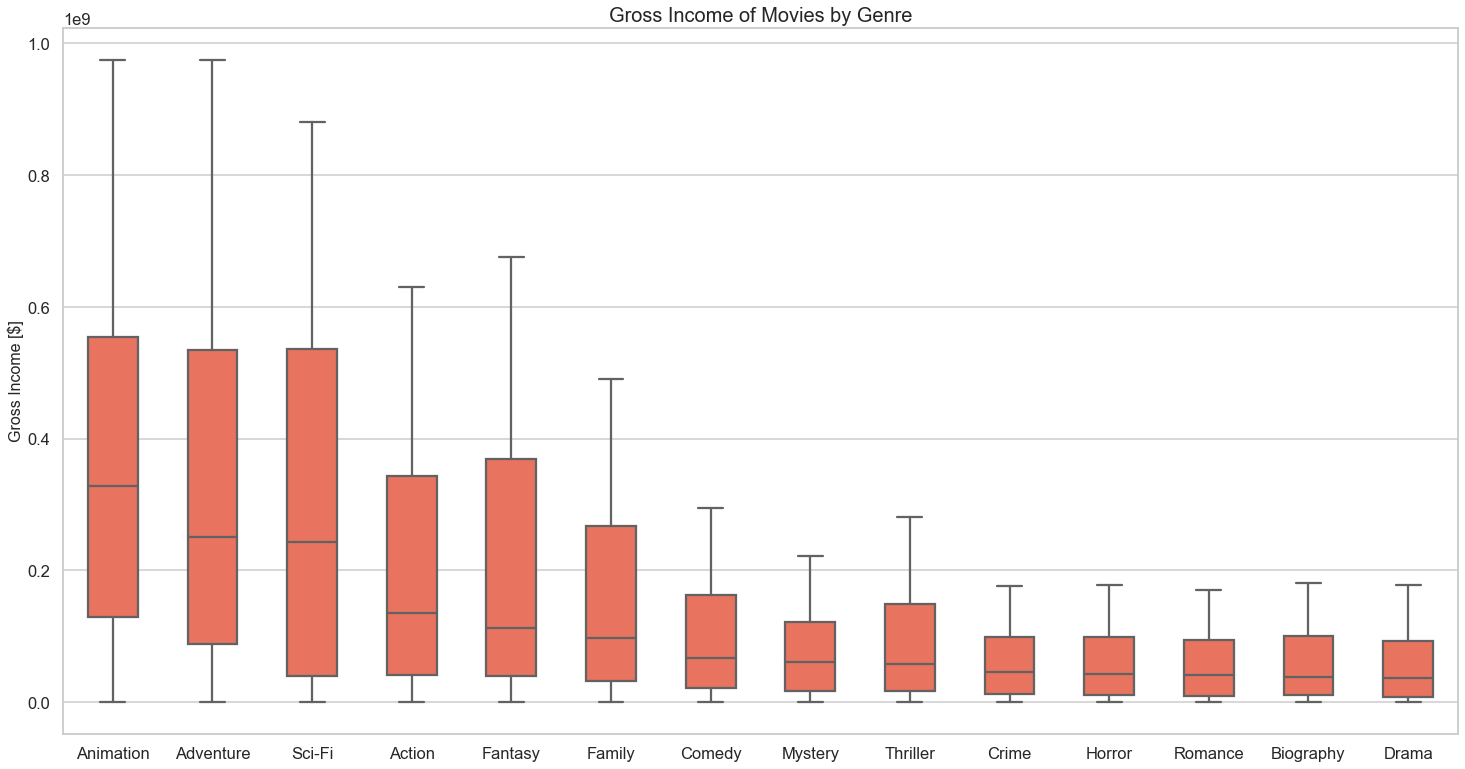 Gross Income of Movies by Genre
1e9
1.0
0.8
0.6
0.4
0.2
0.0
Gross Income [$]
Animation Adventure Sci-Fi Action Fantasy Family Comedy Mystery Thriller Crime Horror Romance Biography Drama